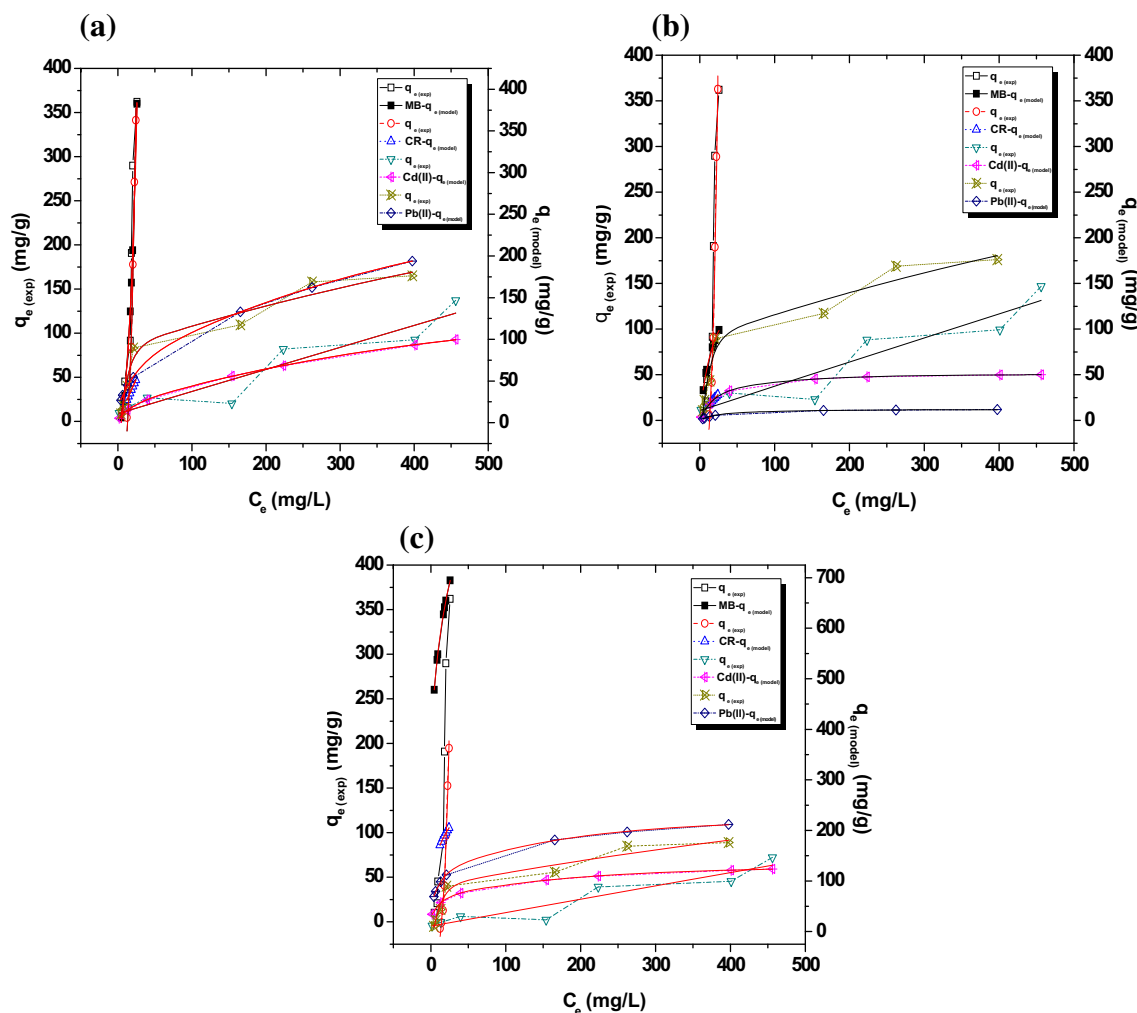 (a)
400
350
300
250
200
150
100
50
0
q e (exp) (mg/g)
0 100 200 300 400 500
C e (mg/L)
400
350
300
250
200
150
100
50
0
q e (model) (mg/g)
q e (exp)
MB-q e (model)
q e (exp)
CR-q e (model)
q e (exp)
Cd(II)-q e (model)
q e (exp)
Pb(II)-q e (model)
(b)
400
350
300
250
200
150
100
50
0
q e (exp) (mg/g)
0 100 200 300 400 500
C e (mg/L)
400
350
300
250
200
150
100
50
0
q e (model) (mg/g)
q e (exp)
MB-q e (model)
q e (exp)
CR-q e (model)
q e (exp)
Cd(II)-q e (model)
q e (exp)
Pb(II)-q e (model)
(c)
400
350
300
250
200
150
100
50
0
q e (exp) (mg/g)
0 100 200 300 400 500
C e (mg/L)
700
600
500
400
300
200
100
0
q e (model) (mg/g)
q e (exp)
MB-q e (model)
q e (exp)
CR-q e (model)
q e (exp)
Cd(II)-q e (model)
q e (exp)
Pb(II)-q e (model)